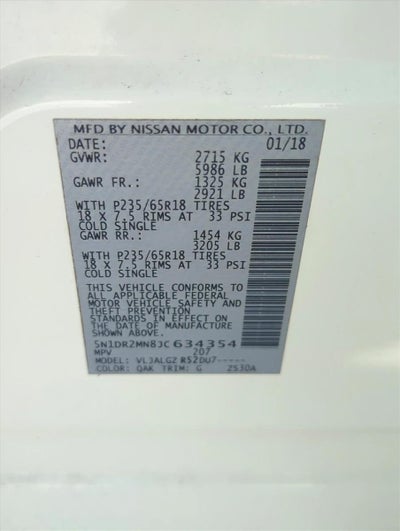 MFD BY NISSAN MOTOR CO., LTD.
DATE: 01/18
GVWR: 2715 KG
5986 LB
GAWR FR.: 1325 KG
2921 LB
WITH P235/65R18 TIRES
18 X 7.5 RIMS AT 33 PSI
COLD SINGLE
GAWR RR.: 1454 KG
3205 LB
WITH P235/65R18 TIRES
18 X 7.5 RIMS AT 33 PSI
COLD SINGLE
THIS VEHICLE CONFORMS TO
ALL APPLICABLE FEDERAL
MOTOR VEHICLE SAFETY AND
THEFT PREVENTION
STANDARDS IN EFFECT ON THE
DATE OF MANUFACTURE
SHOWN ABOVE.
5N1DR2MN8JC634354
MPV 207
MODEL: VLJALGZ R52DU7-----
COLOR: QAK TRIM: G 2530A